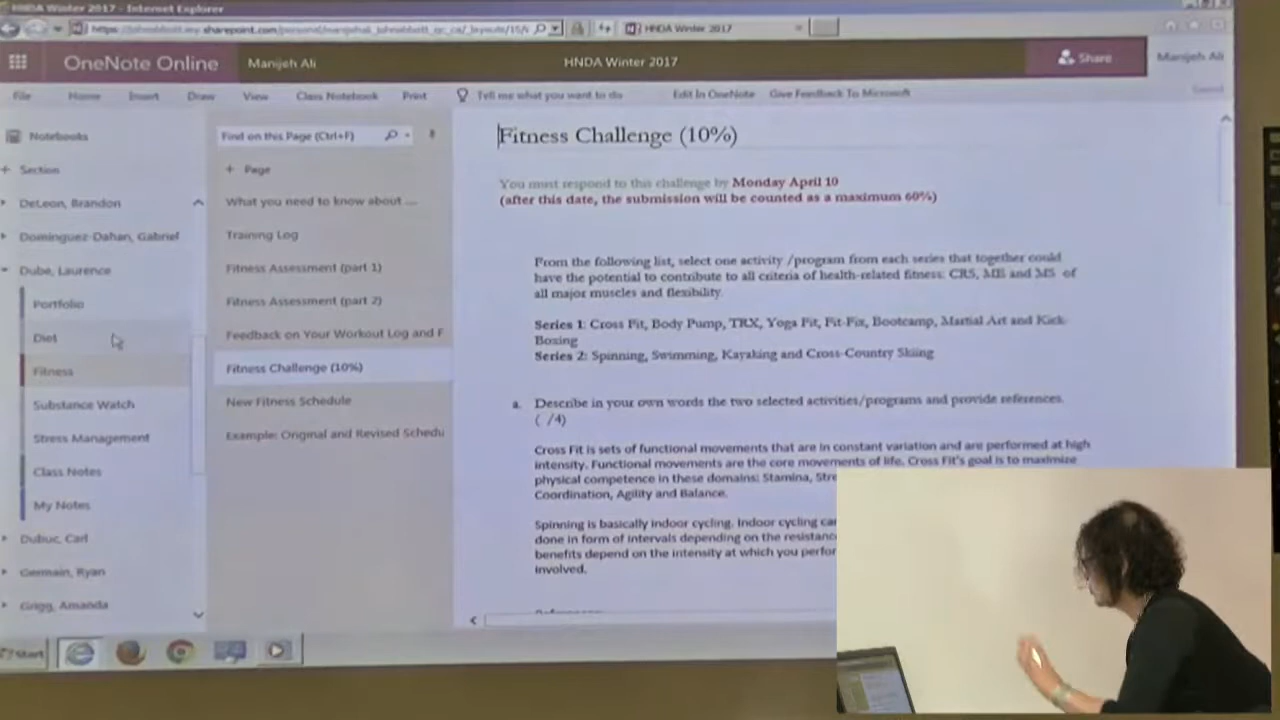 HNDA Winter 2017 - Internet Explorer
HNDA Winter 2017
OneNote Online
Manijeh Ali
HNDA Winter 2017
Share
Manijeh Ali
File Home Insert Draw View Class Notebook Print Tell me what you want to do Edit In OneNote Give Feedback To Microsoft
Saved
Notebooks
+ Section
DeLeon, Brandon
Dominguez-Dahan, Gabriel
Dube, Laurence
Portfolio
Diet
Fitness
Substance Watch
Stress Management
Class Notes
My Notes
Dubuc, Carl
Germain, Ryan
Grigg, Amanda
Find on this Page (Ctrl+F)
+ Page
What you need to know about ....
Training Log
Fitness Assessment (part 1)
Fitness Assessment (part 2)
Feedback on Your Workout Log and F
Fitness Challenge (10%)
New Fitness Schedule
Example: Original and Revised Schedu
Fitness Challenge (10%)
You must respond to this challenge by Monday April 10
(after this date, the submission will be counted as a maximum 60%)
From the following list, select one activity /program from each series that together could
have the potential to contribute to all criteria of health-related fitness: CRS, ME and MS of
all major muscles and flexibility.
Series 1: Cross Fit, Body Pump, TRX, Yoga Fit, Fit-Fix, Bootcamp, Martial Art and Kick-
Boxing
Series 2: Spinning, Swimming, Kayaking and Cross-Country Skiing
a. Describe in your own words the two selected activities/programs and provide references.
( /4)
Cross Fit is sets of functional movements that are in constant variation and are performed at high
intensity. Functional movements are the core movements of life. Cross Fit's goal is to maximize
physical competence in these domains: Stamina, Stre
Coordination, Agility and Balance.
Spinning is basically indoor cycling. Indoor cycling can
done in form of intervals depending on the resistance
benefits depend on the intensity at which you perfor
involved.
Start